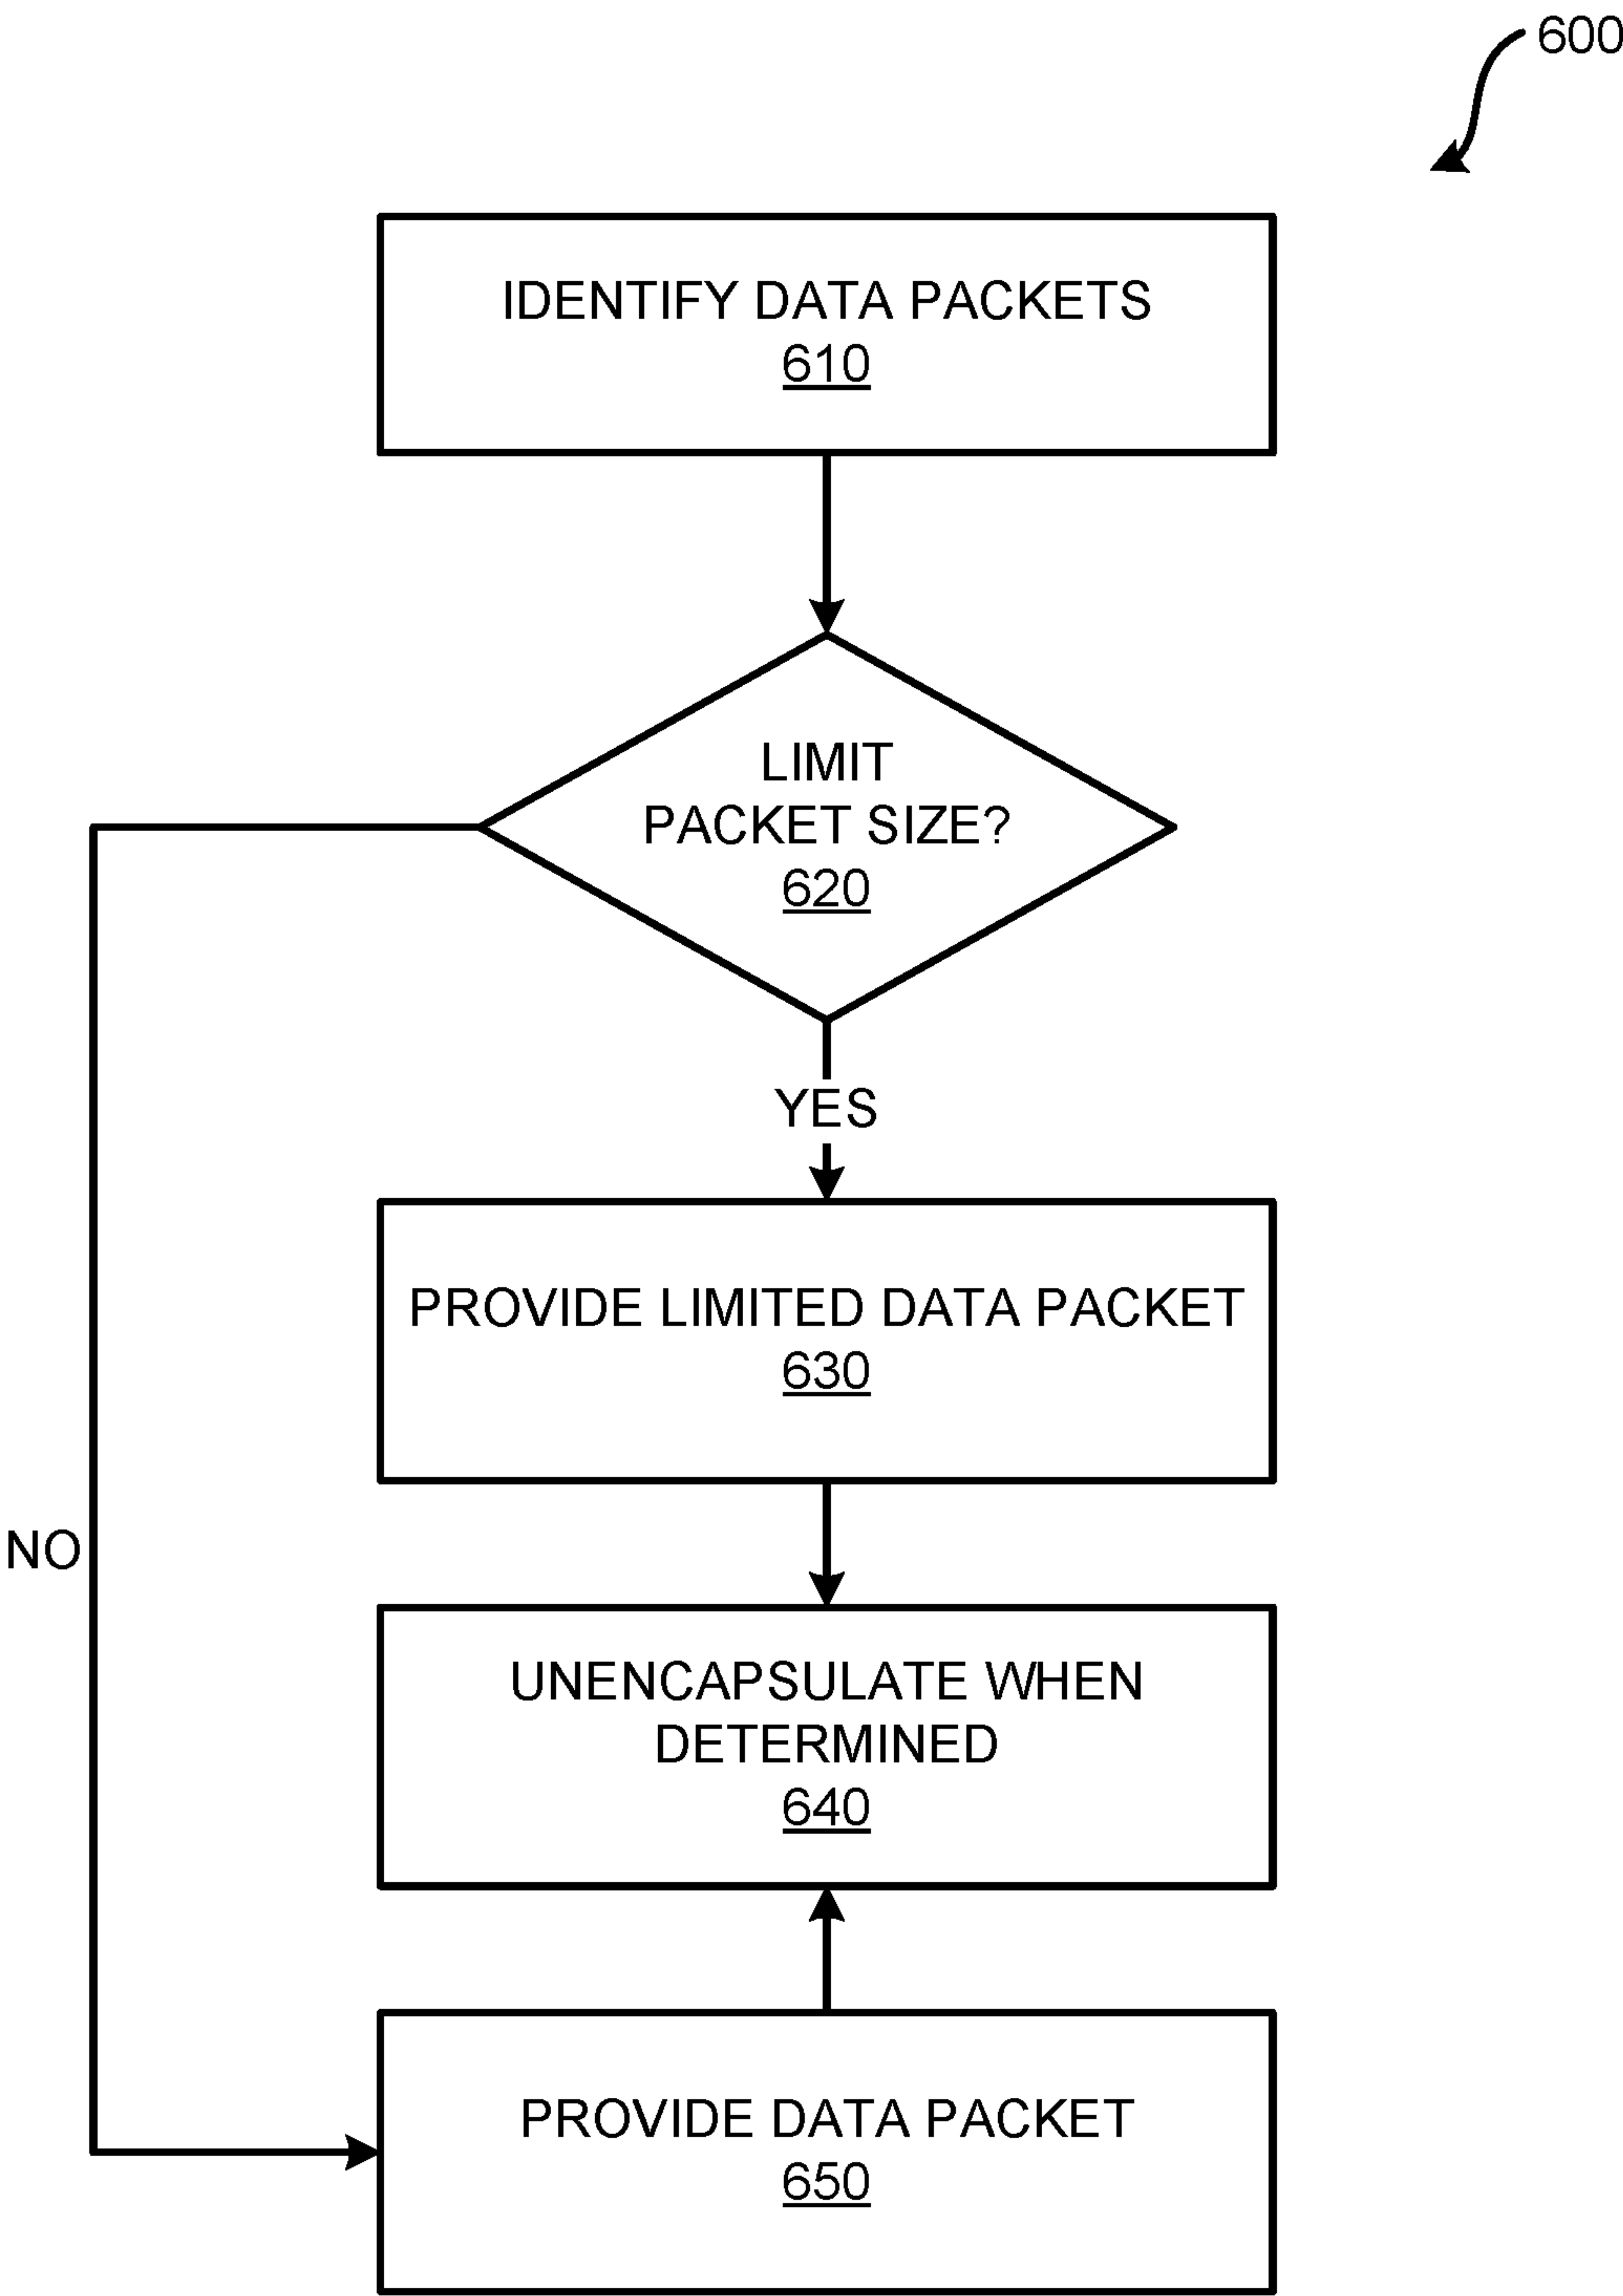 600
IDENTIFY DATA PACKETS
610
LIMIT
PACKET SIZE?
620
YES
PROVIDE LIMITED DATA PACKET
630
NO
UNENCAPSULATE WHEN
DETERMINED
640
PROVIDE DATA PACKET
650